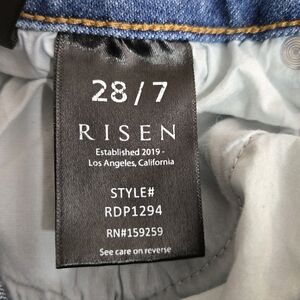 28 / 7
RISEN
Established 2019 -
Los Angeles, California
STYLE#
RDP1294
RN#159259
See care on reverse